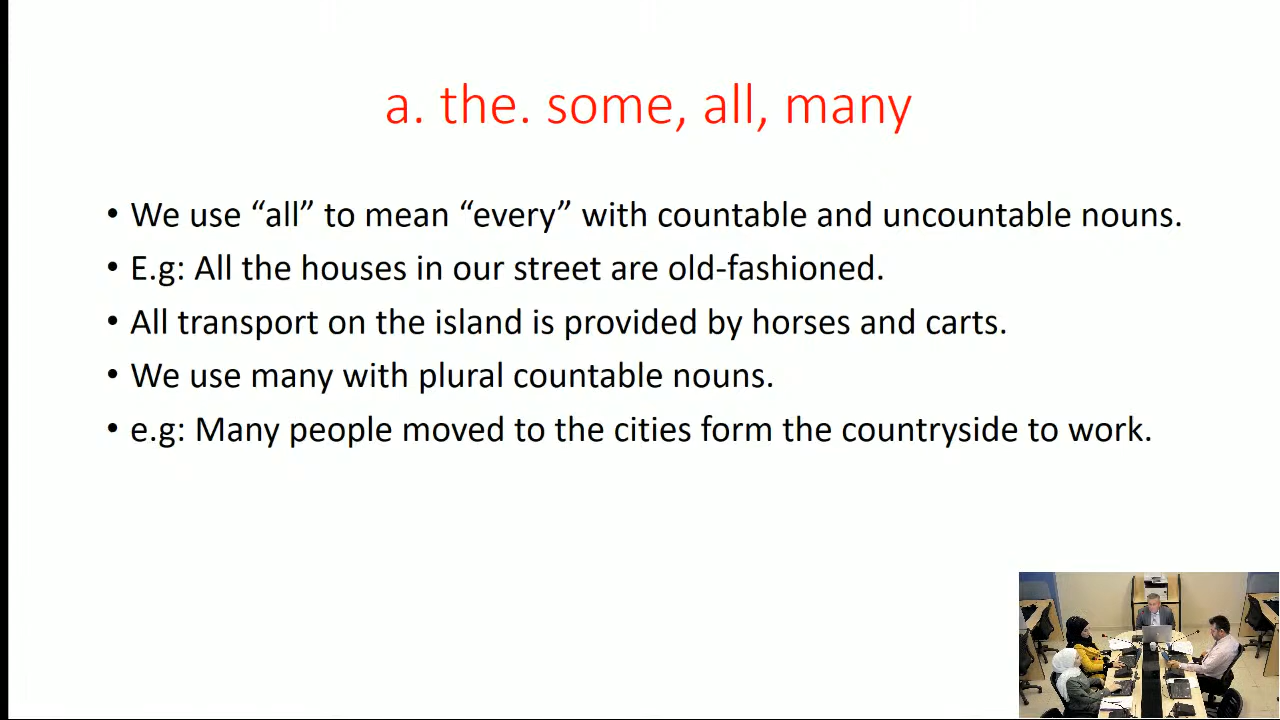 a. the. some, all, many
• We use “all” to mean “every” with countable and uncountable nouns.
• E.g: All the houses in our street are old-fashioned.
• All transport on the island is provided by horses and carts.
• We use many with plural countable nouns.
• e.g: Many people moved to the cities form the countryside to work.